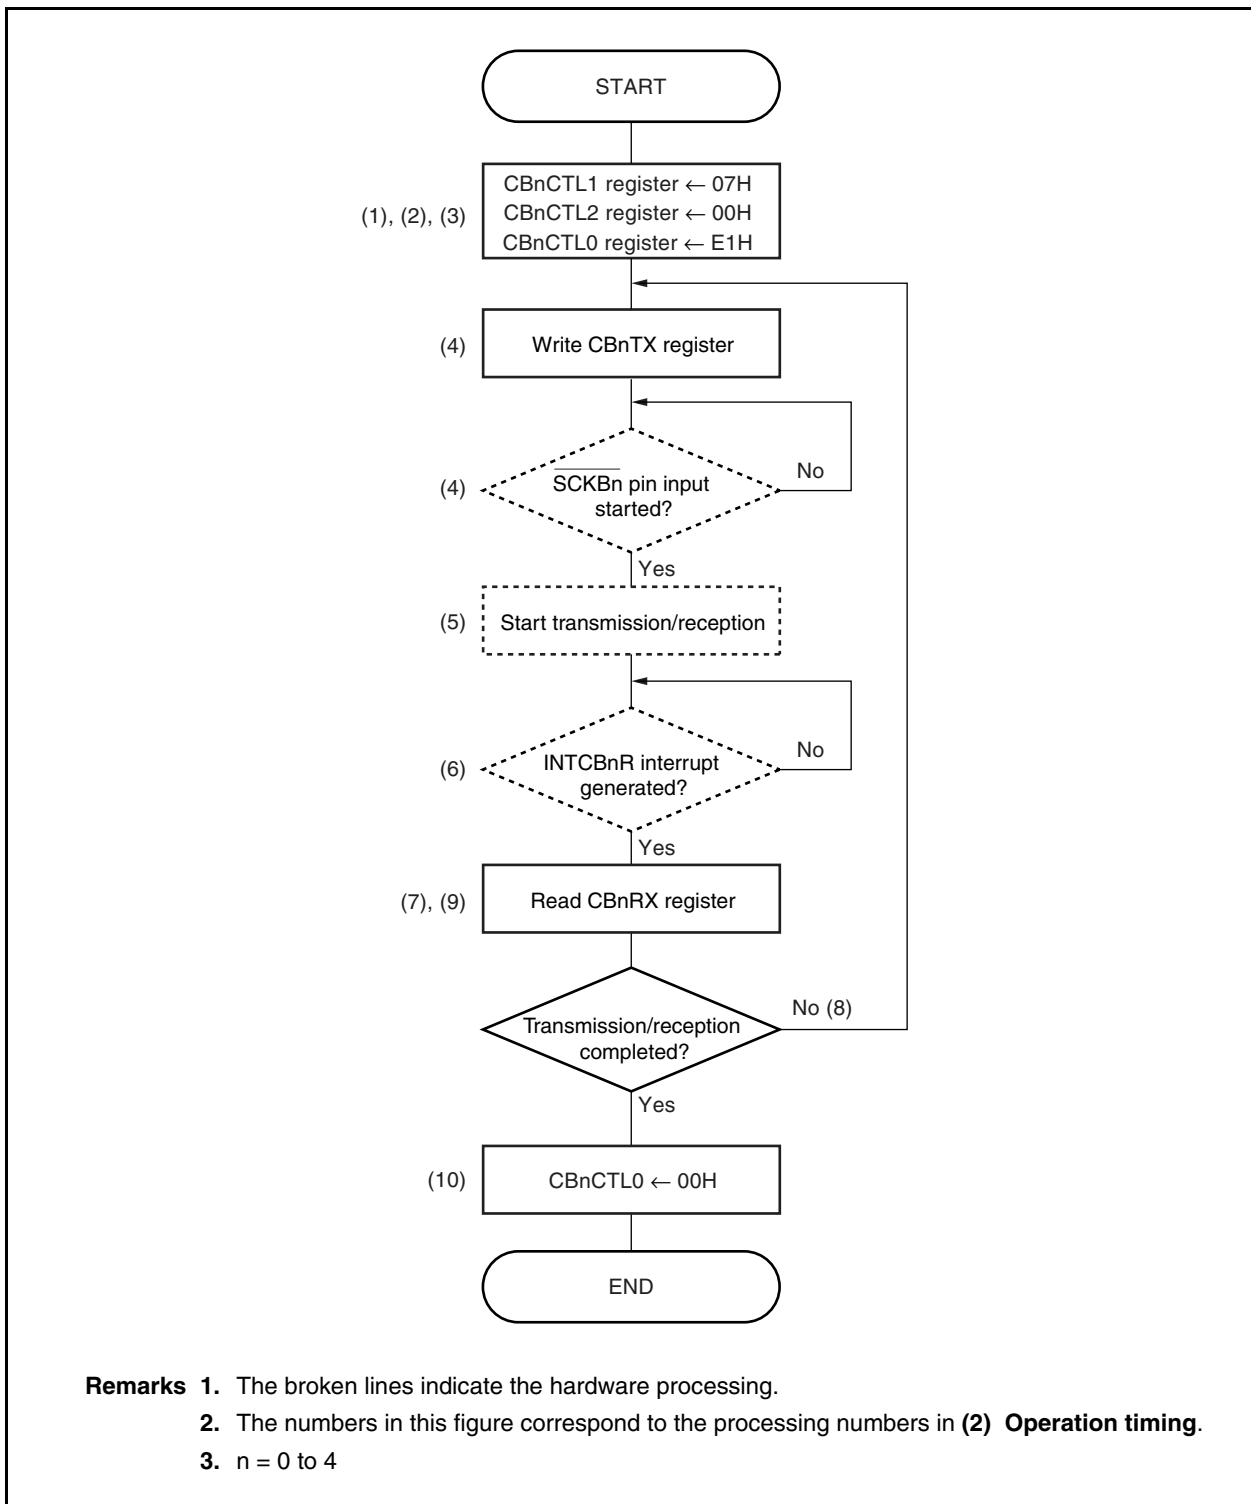 START
CBnCTL1 register ← 07H
(1), (2), (3)
CBnCTL2 register ← 00H
CBnCTL0 register ← E1H
(4)
Write CBnTX register
(4)
SCKBn pin input
started?
No
Yes
(5)
Start transmission/reception
(6)
INTCBnR interrupt
generated?
No
Yes
(7), (9)
Read CBnRX register
Transmission/reception
completed?
No (8)
Yes
(10)
CBnCTL0 ← 00H
END
Remarks 1. The broken lines indicate the hardware processing.
2. The numbers in this figure correspond to the processing numbers in (2) Operation timing.
3. n = 0 to 4